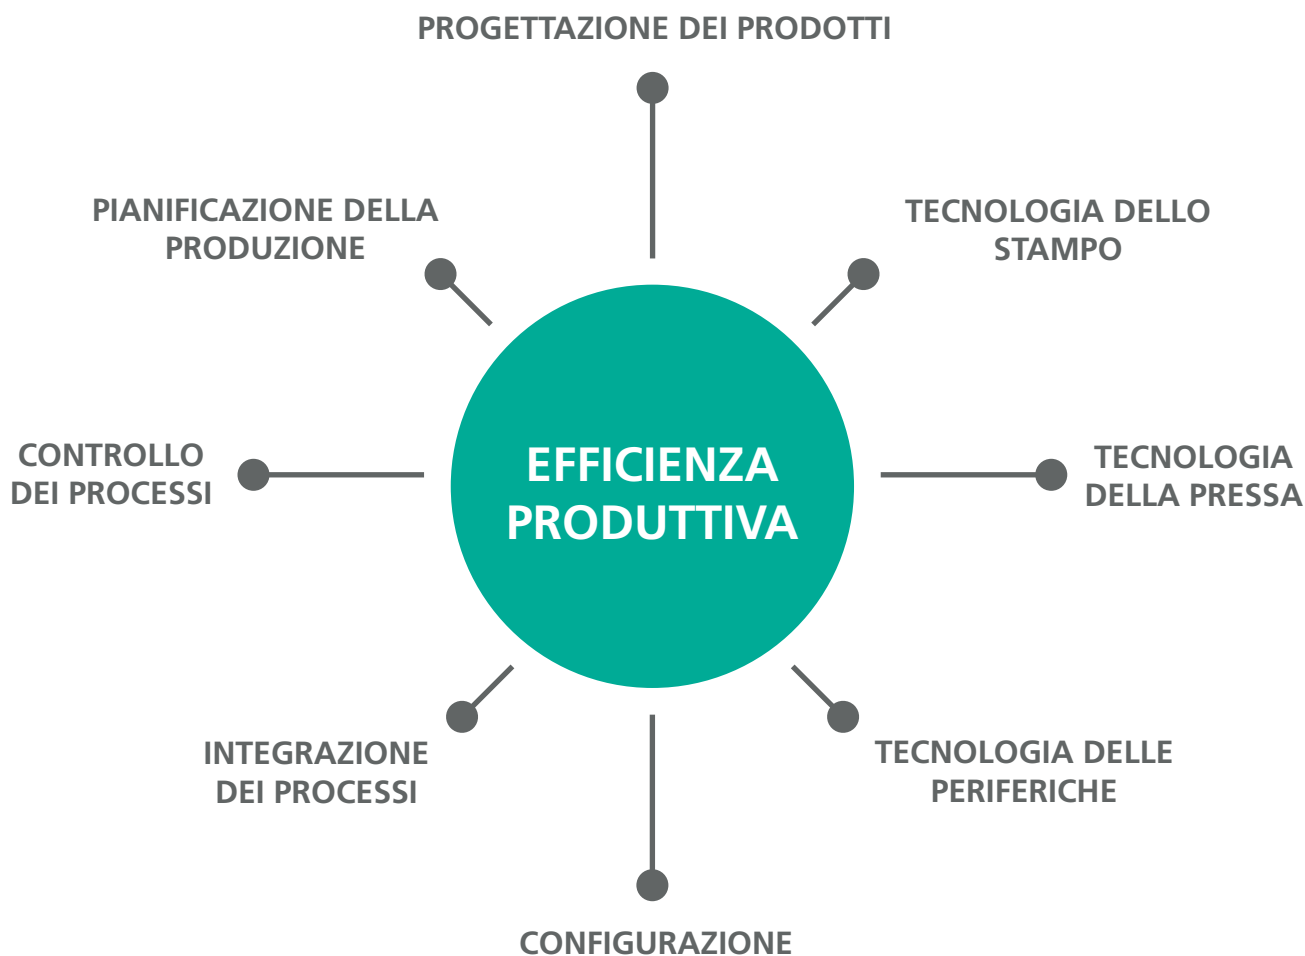 PROGETTAZIONE DEI PRODOTTI
PIANIFICAZIONE DELLA
PRODUZIONE
TECNOLOGIA DELLO
STAMPO
CONTROLLO
DEI PROCESSI
EFFICIENZA
PRODUTTIVA
TECNOLOGIA
DELLA PRESSA
INTEGRAZIONE
DEI PROCESSI
TECNOLOGIA DELLE
PERIFERICHE
CONFIGURAZIONE